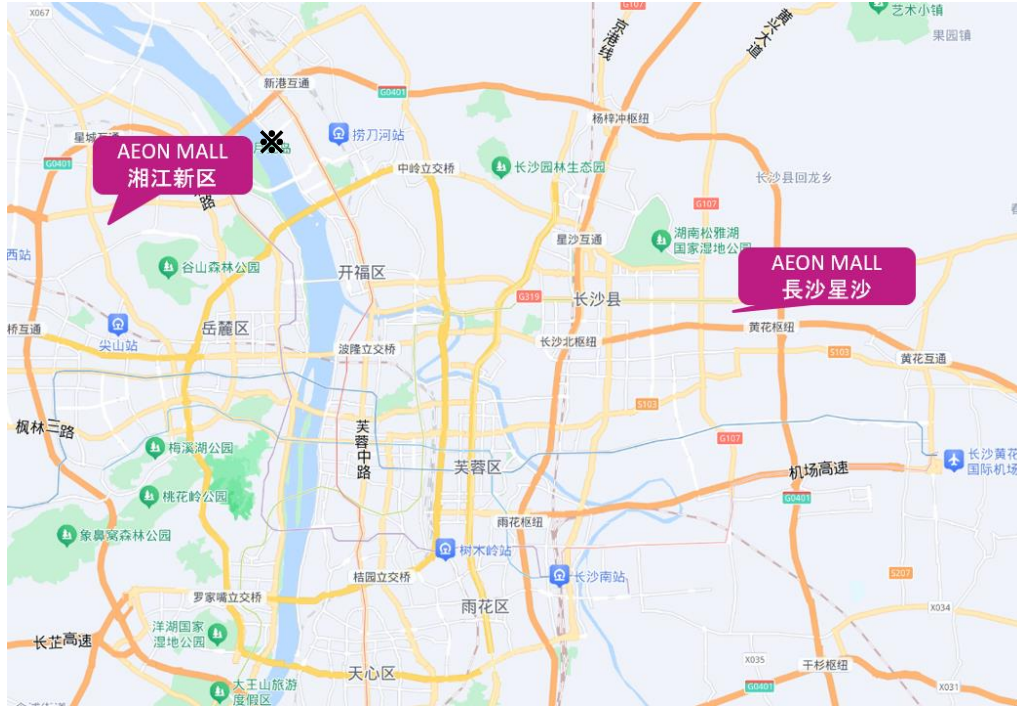 X067
G107
京港线
黄兴大道
艺术小镇
果园镇
新港互通
G0401
杨梓冲枢纽
星城互通
※
捞刀河站
AEON MALL
湘江新区
G0401
路
中岭立交桥
长沙园林生态园
长沙县回龙乡
G107
西站
谷山森林公园
开福区
星沙互通
湖南松雅湖
国家湿地公园
AEON MALL
長沙星沙
G319
长沙县
桥互通
尖山站
岳麓区
波隆立交桥
长沙北枢纽
黄花枢纽
S103
黄花互通
S103
枫林三路
梅溪湖公园
芙蓉中路
芙蓉区
G107
机场高速
长沙黄花
国际机场
桃花岭公园
G0401
象鼻窝森林公园
雨花枢纽
树木岭站
长沙南站
桔园立交桥
S207
罗家嘴立交桥
雨花区
X034
洋湖国家
湿地公园
长芷高速
天心区
X035
干杉枢纽
大王山旅游
度假区
G0401
X031